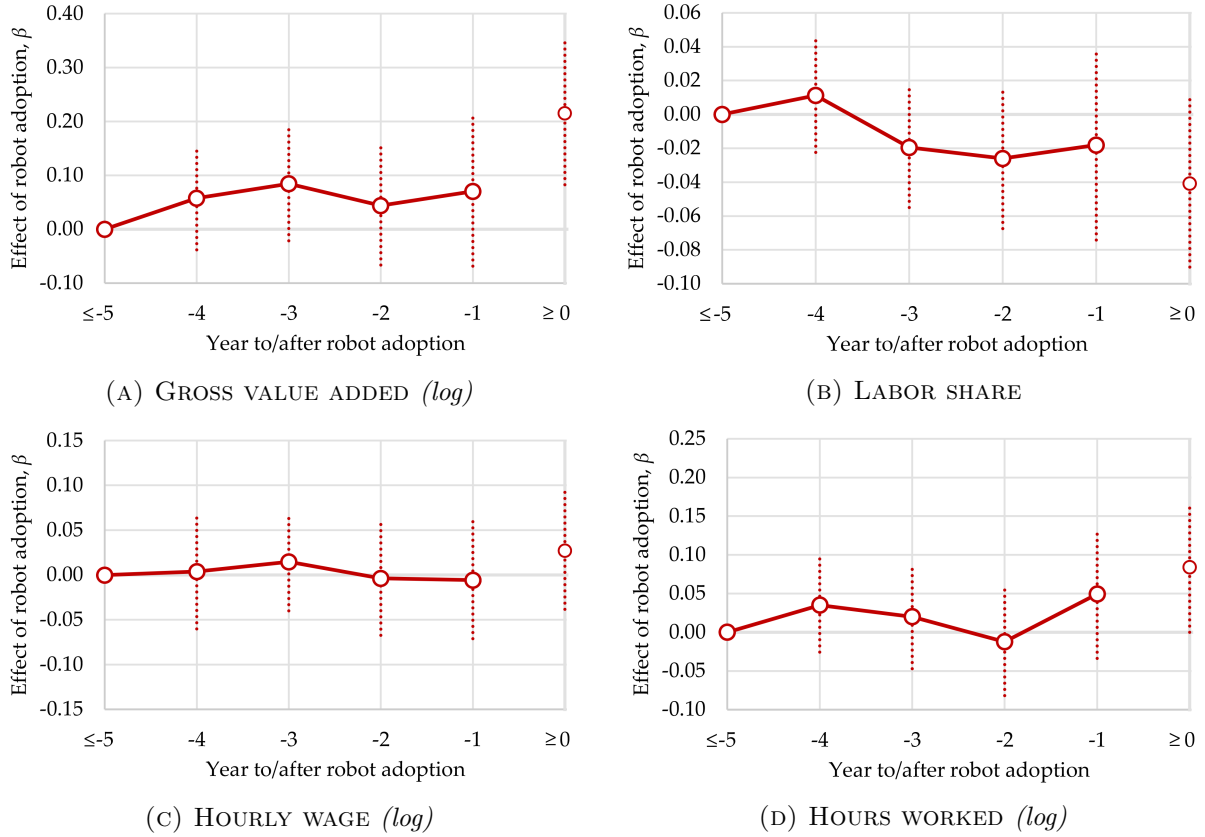 Effect of robot adoption, β
0.40
0.30
0.20
0.10
0.00
-0.10
≤-5 -4 -3 -2 -1 ≥ 0
Year to/after robot adoption
(A) GROSS VALUE ADDED (log)
Effect of robot adoption, β
0.06
0.04
0.02
0.00
-0.02
-0.04
-0.06
-0.08
-0.10
≤-5 -4 -3 -2 -1 ≥ 0
Year to/after robot adoption
(B) LABOR SHARE
Effect of robot adoption, β
0.15
0.10
0.05
0.00
-0.05
-0.10
-0.15
≤-5 -4 -3 -2 -1 ≥ 0
Year to/after robot adoption
(C) HOURLY WAGE (log)
Effect of robot adoption, β
0.25
0.20
0.15
0.10
0.05
0.00
-0.05
-0.10
≤-5 -4 -3 -2 -1 ≥ 0
Year to/after robot adoption
(D) HOURS WORKED (log)